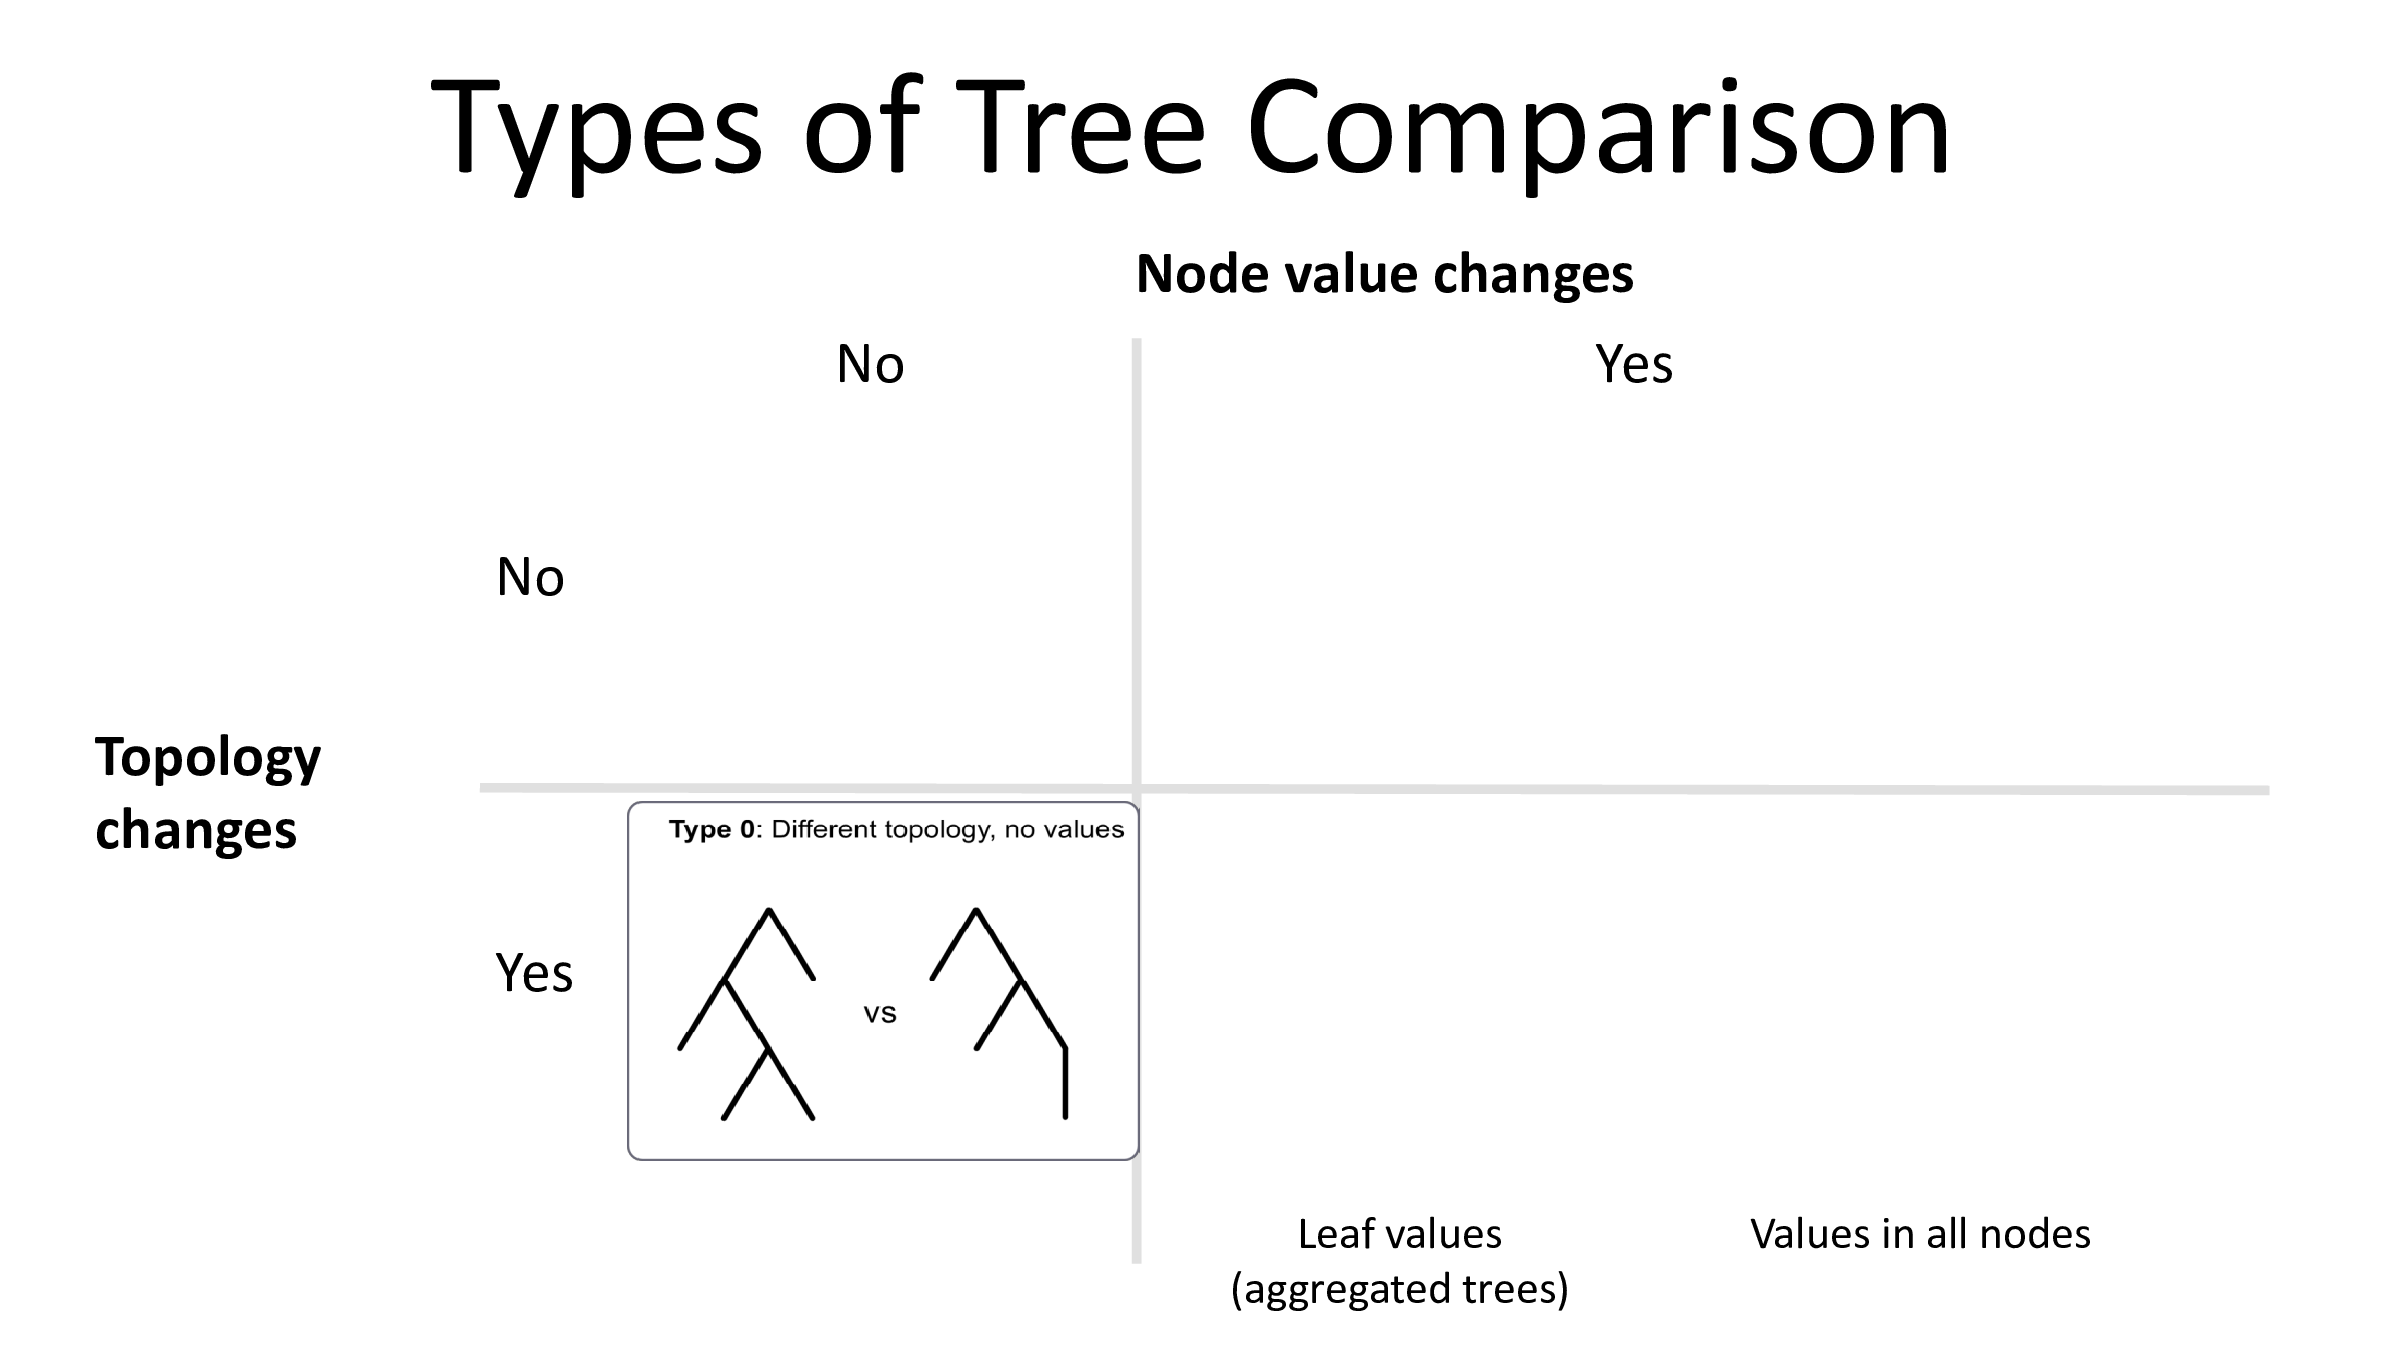 Types of Tree Comparison
Node value changes
No
Yes
No
Topology
changes
Type 0: Different topology, no values
Yes
vs
Leaf values
(aggregated trees)
Values in all nodes